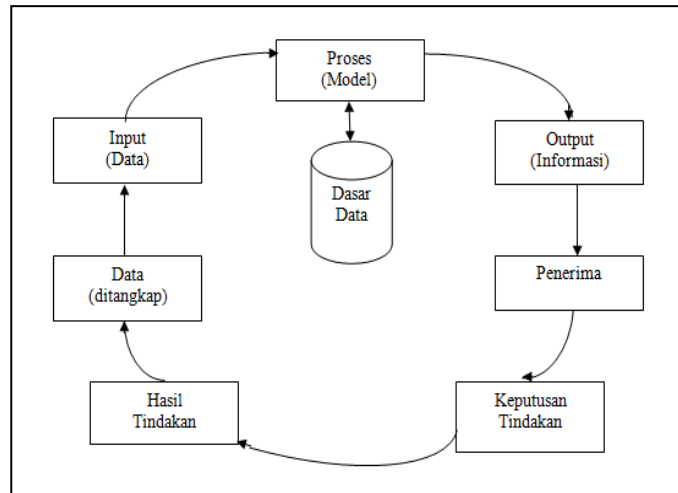 Proses
(Model)
Input
(Data)
Output
(Informasi)
Dasar
Data
Data
(ditangkap)
Penerima
Hasil
Tindakan
Keputusan
Tindakan